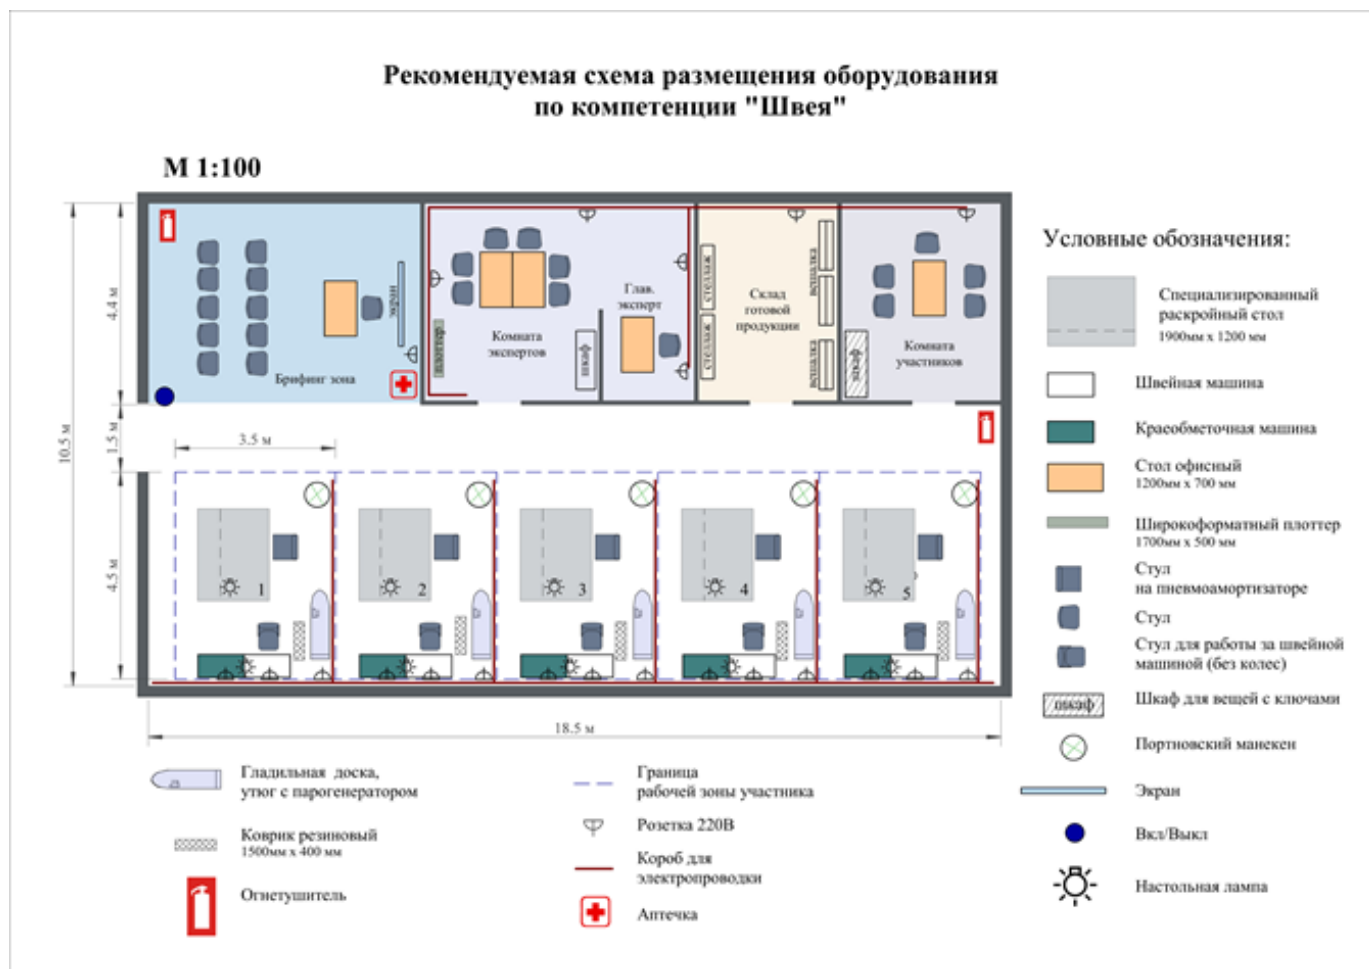 Рекомендуемая схема размещения оборудования
по компетенции "Швея"
М 1:100
10.5 м
4.4 м
1.5 м
4.5 м
3.5 м
18.5 м
экран
Брифинг зона
плоттер
Комната
экспертов
шкаф
Глав.
эксперт
стеллаж
стеллаж
Склад
готовой
продукции
вешалка
вешалка
шкаф
Комната
участников
1
2
3
4
5
Условные обозначения:
Специализированный
раскройный стол
1900мм х 1200 мм
Швейная машина
Краеобметочная машина
Стол офисный
1200мм х 700 мм
Широкоформатный плоттер
1700мм х 500 мм
Стул
на пневмоамортизаторе
Стул
Стул для работы за швейной
машиной (без колес)
шкаф
Шкаф для вещей с ключами
Портновский манекен
Экран
Вкл/Выкл
Настольная лампа
Гладильная доска,
утюг с парогенератором
Коврик резиновый
1500мм х 400 мм
Огнетушитель
Граница
рабочей зоны участника
Розетка 220В
Короб для
электропроводки
Аптечка